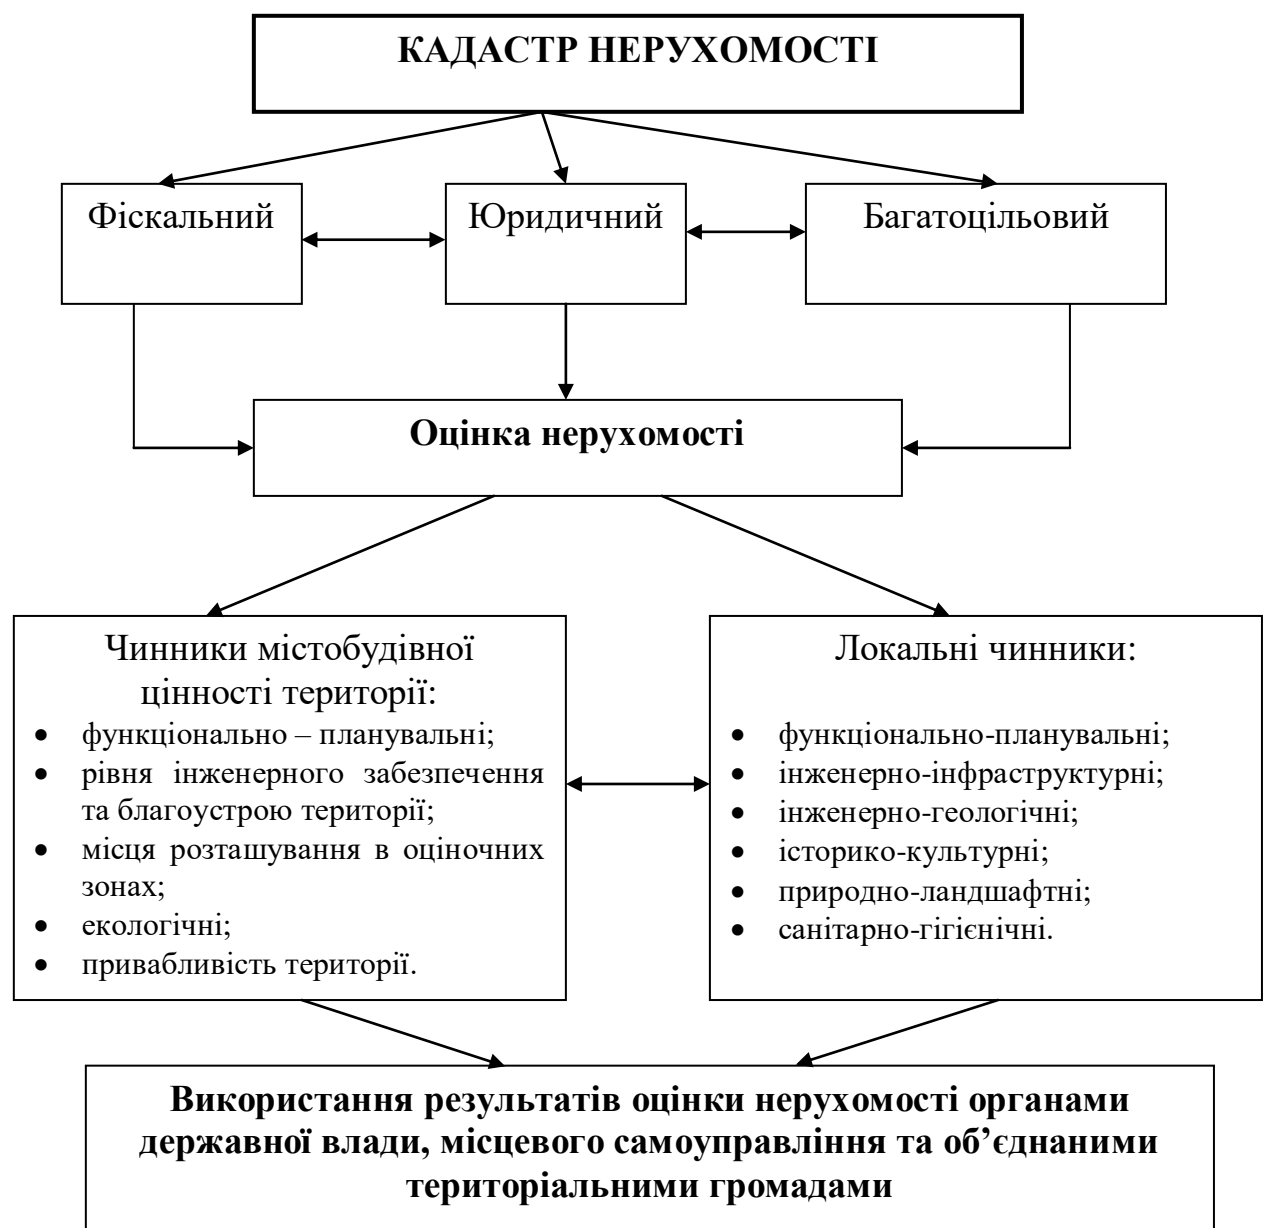 КАДАСТР НЕРУХОМОСТІ
Фіскальний
Юридичний
Багатоцільовий
Оцінка нерухомості
Чинники містобудівної
цінності території:
• функціонально – планувальні;
• рівня інженерного забезпечення
та благоустрою території;
• місця розташування в оціночних
зонах;
• екологічні;
• привабливість території.
Локальні чинники:
• функціонально-планувальні;
• інженерно-інфраструктурні;
• інженерно-геологічні;
• історико-культурні;
• природно-ландшафтні;
• санітарно-гігієнічні.
Використання результатів оцінки нерухомості органами
державної влади, місцевого самоуправління та об’єднаними
територіальними громадами